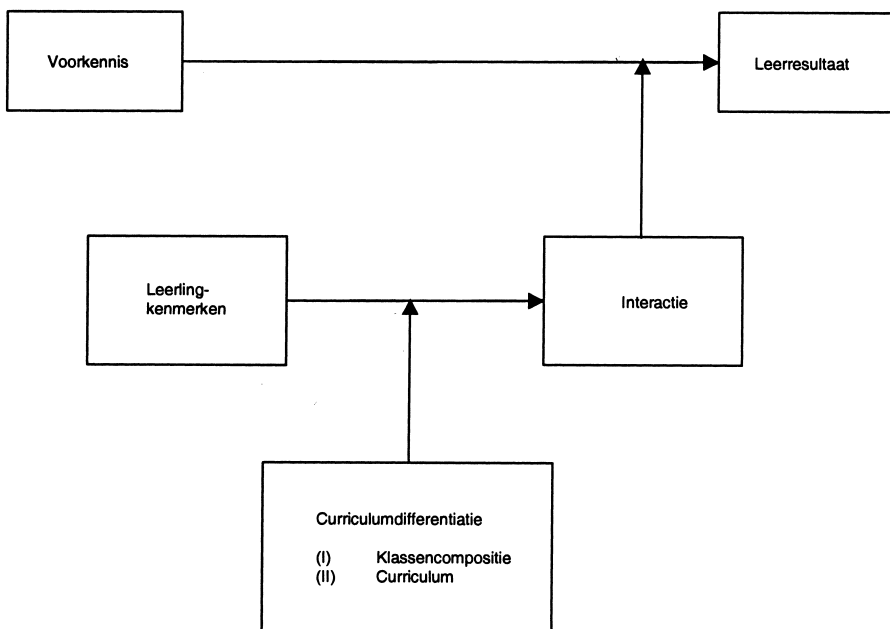 Voorkennis
Leerresultaat
Leerling-
kenmerken
Interactie
Curriculumdifferentiatie
(I) Klassencompositie
(II) Curriculum